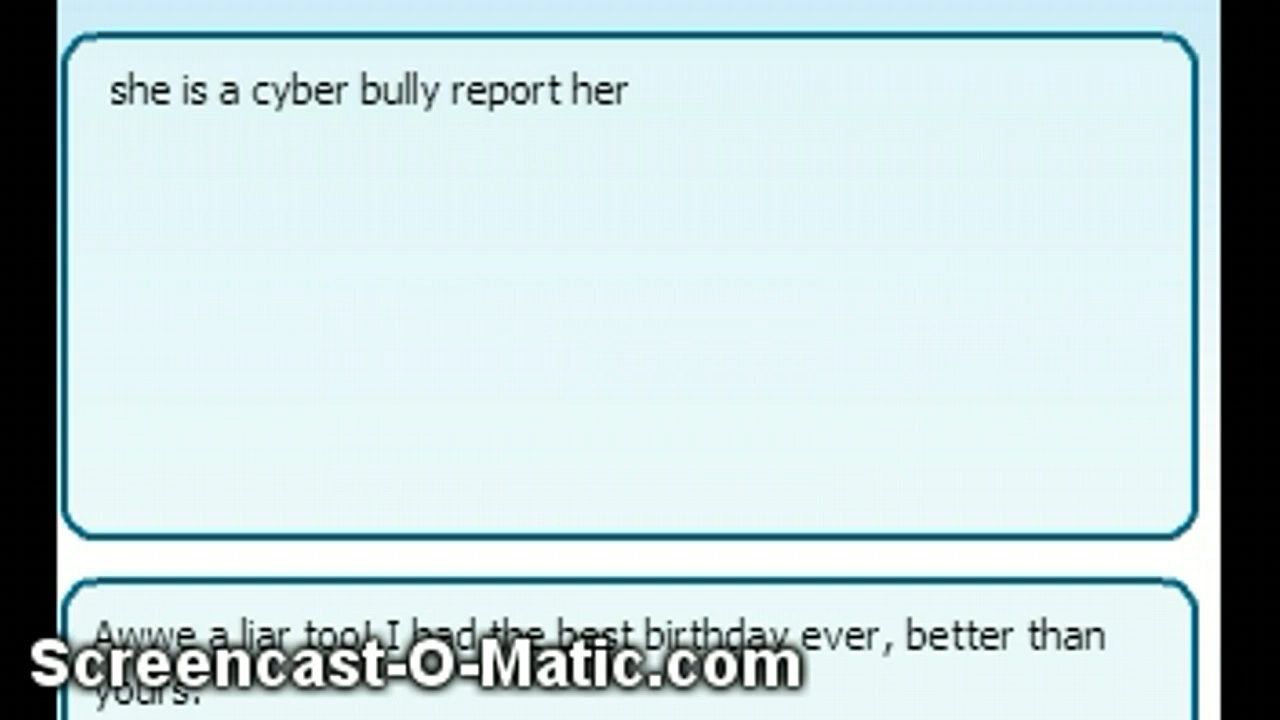 she is a cyber bully report her
Awwe a liar too! I had the best birthday ever, better than
Screencast-O-Matic.com
yours.